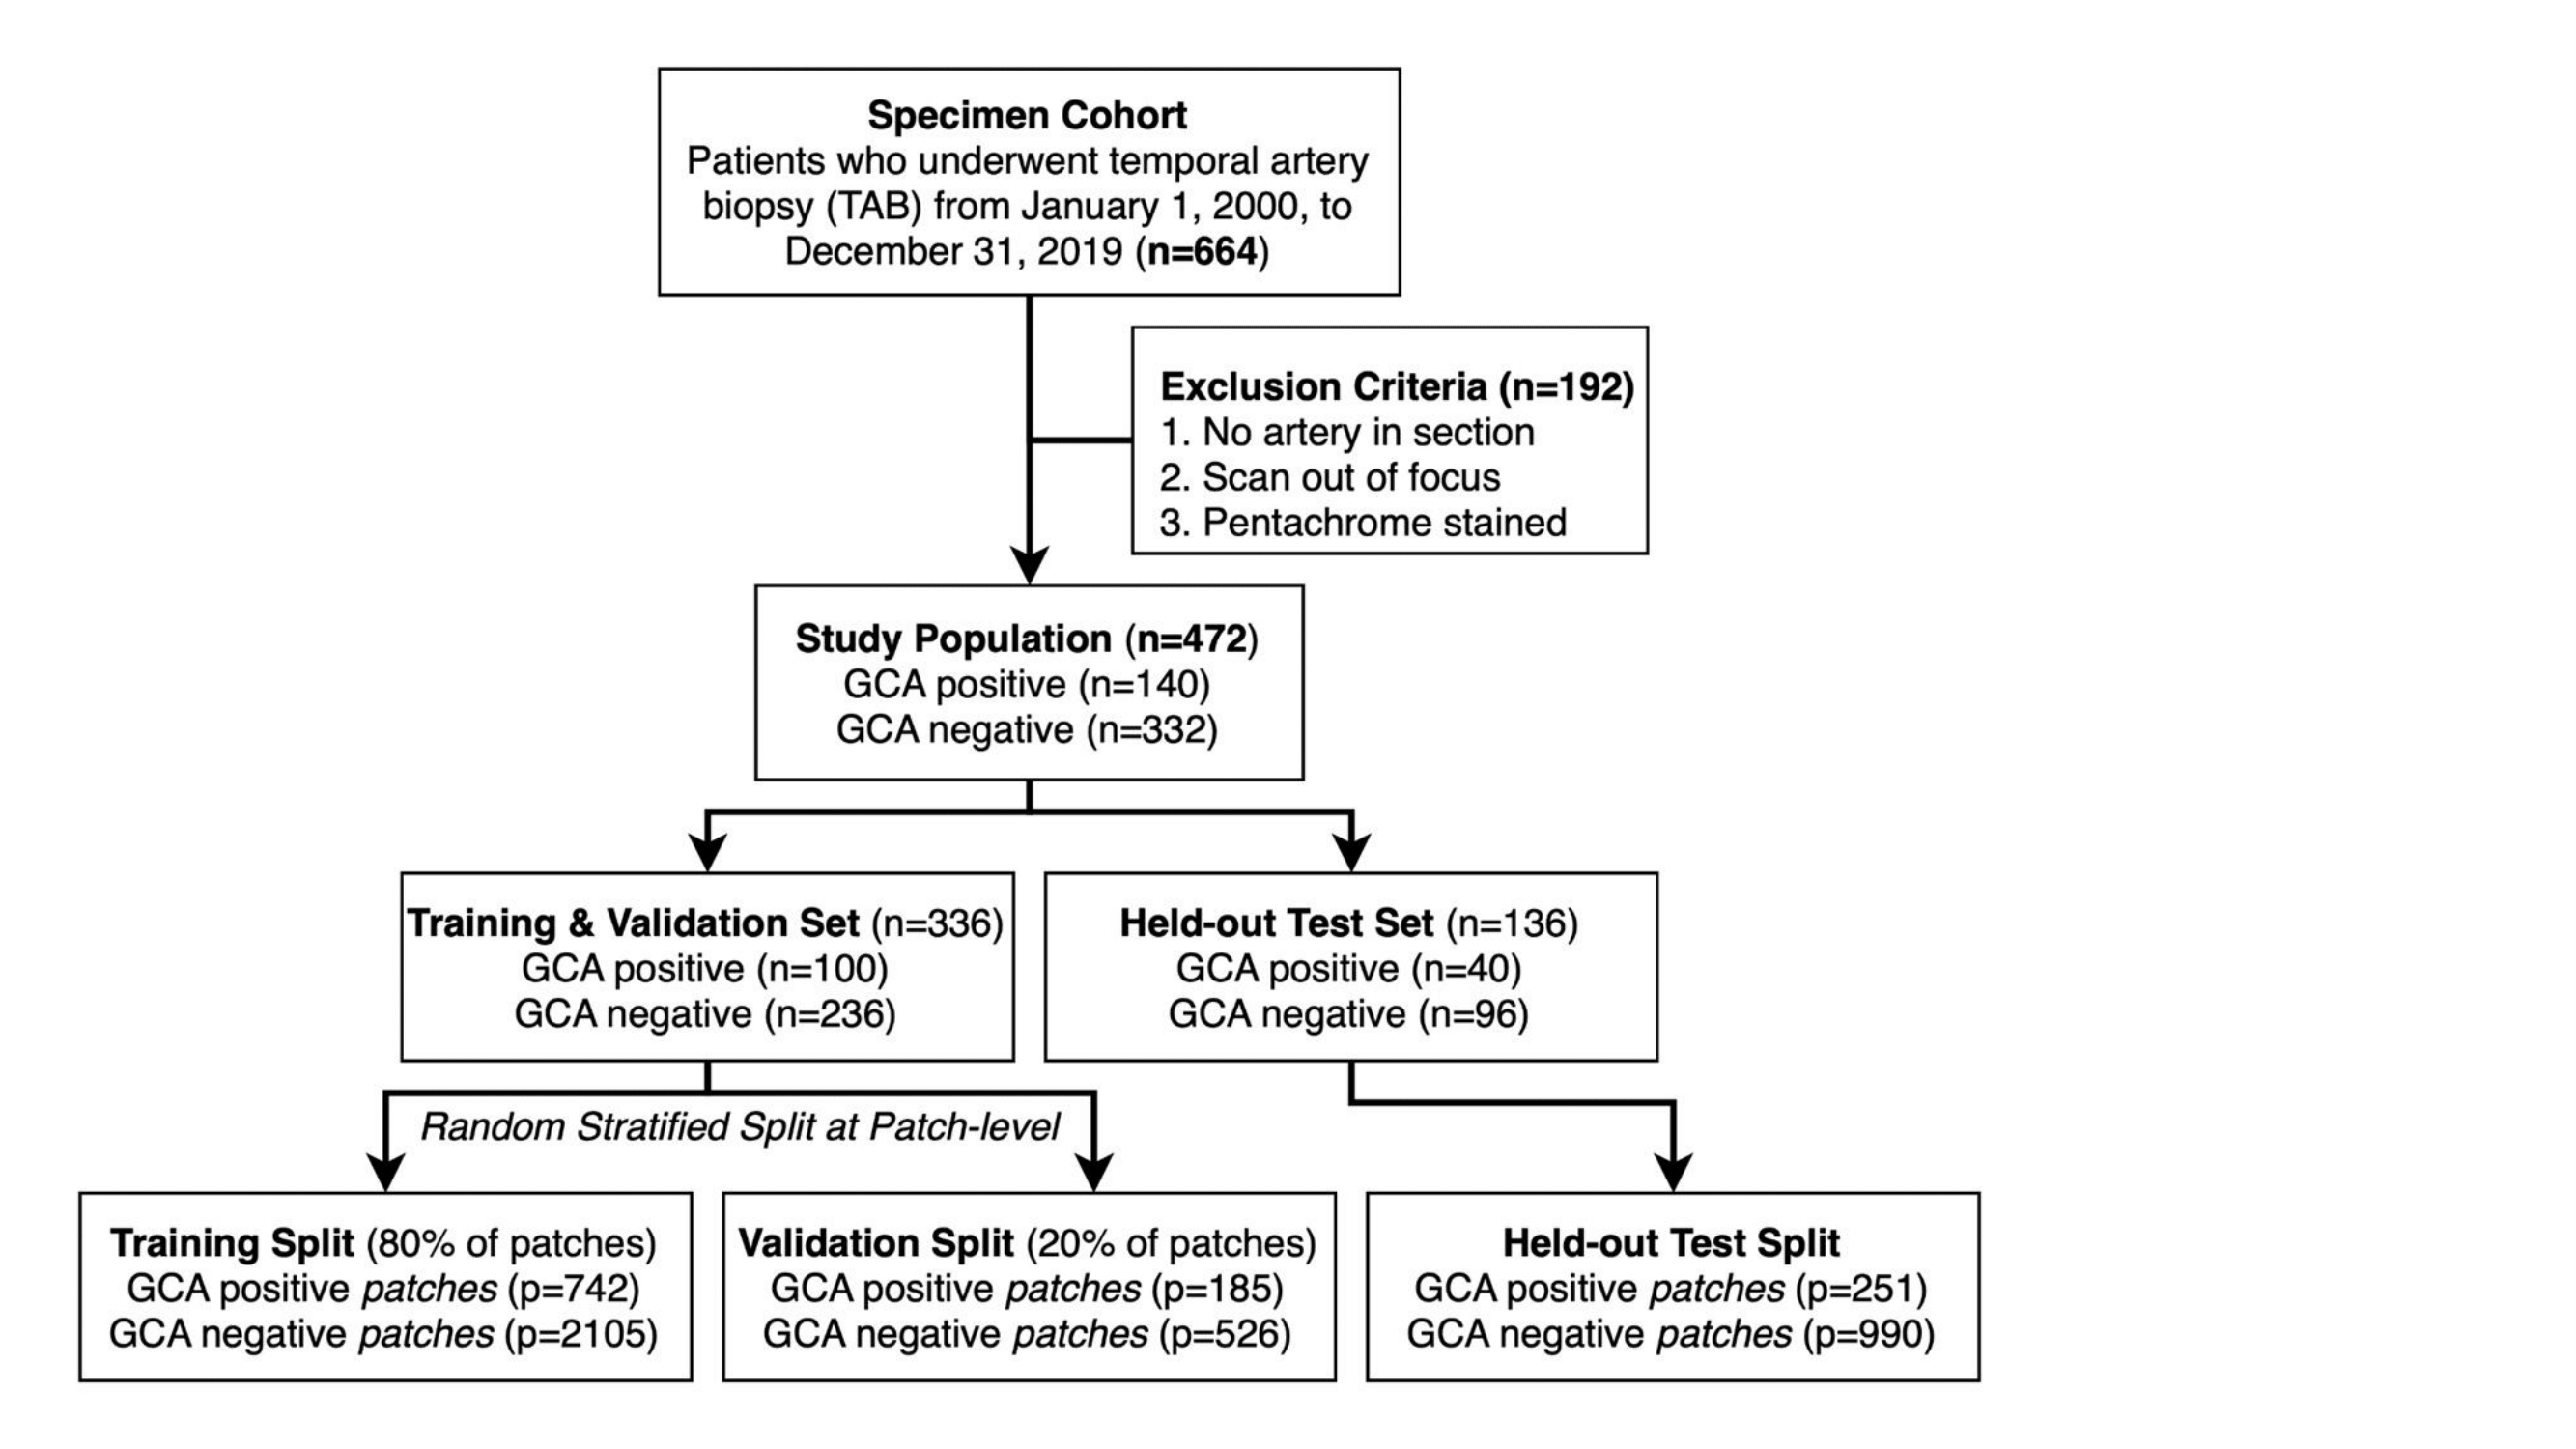 Specimen Cohort
Patients who underwent temporal artery
biopsy (TAB) from January 1, 2000, to
December 31, 2019 (n=664)
Exclusion Criteria (n=192)
1. No artery in section
2. Scan out of focus
3. Pentachrome stained
Study Population (n=472)
GCA positive (n=140)
GCA negative (n=332)
Training & Validation Set (n=336)
GCA positive (n=100)
GCA negative (n=236)
Held-out Test Set (n=136)
GCA positive (n=40)
GCA negative (n=96)
Random Stratified Split at Patch-level
Training Split (80% of patches)
GCA positive patches (p=742)
GCA negative patches (p=2105)
Validation Split (20% of patches)
GCA positive patches (p=185)
GCA negative patches (p=526)
Held-out Test Split
GCA positive patches (p=251)
GCA negative patches (p=990)